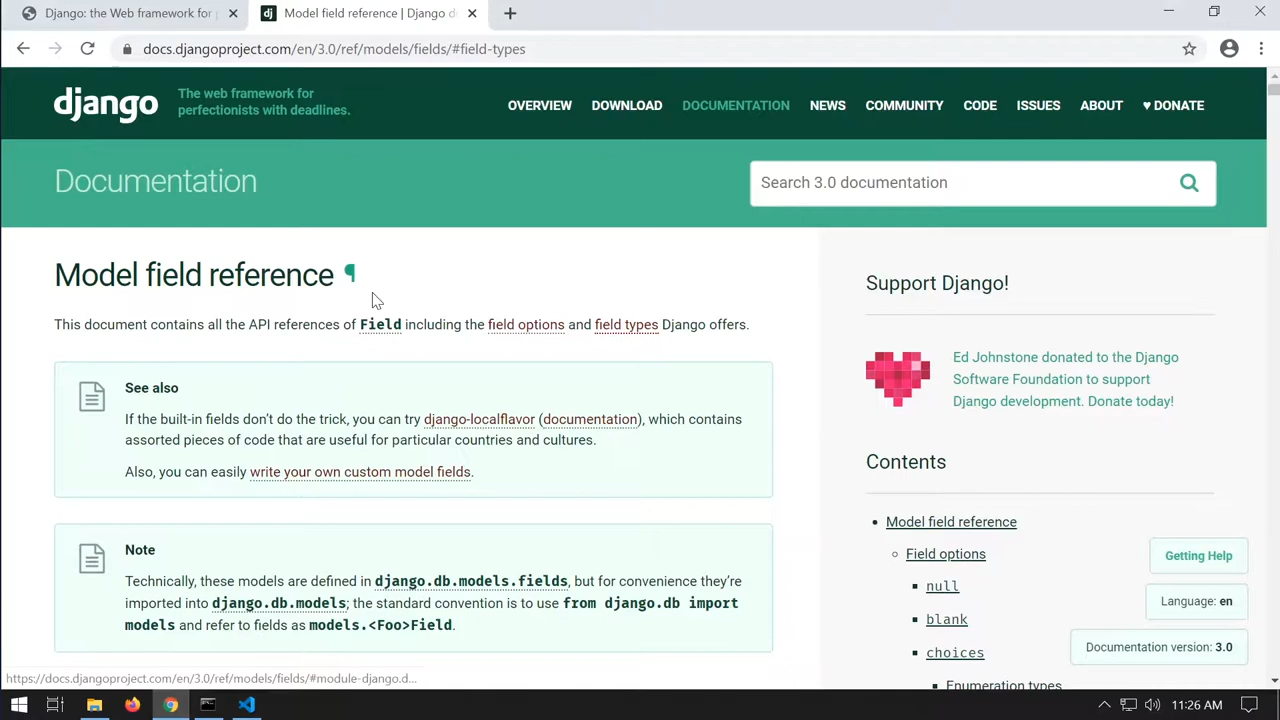 Django: the Web framework for
Model field reference | Django d
docs.djangoproject.com/en/3.0/ref/models/fields/#field-types
django
The web framework for
perfectionists with deadlines.
OVERVIEW DOWNLOAD DOCUMENTATION NEWS COMMUNITY CODE ISSUES ABOUT ♥ DONATE
Documentation
Search 3.0 documentation
Model field reference ¶
This document contains all the API references of Field including the field options and field types Django offers.
See also
If the built-in fields don’t do the trick, you can try django-localflavor (documentation), which contains
assorted pieces of code that are useful for particular countries and cultures.
Also, you can easily write your own custom model fields.
Note
Technically, these models are defined in django.db.models.fields, but for convenience they’re
imported into django.db.models; the standard convention is to use from django.db import
models and refer to fields as models.<Foo>Field.
Support Django!
Ed Johnstone donated to the Django
Software Foundation to support
Django development. Donate today!
Contents
Model field reference
Field options
null
blank
choices
Enumeration types
Getting Help
Language: en
Documentation version: 3.0
https://docs.djangoproject.com/en/3.0/ref/models/fields/#module-django.d...
11:26 AM